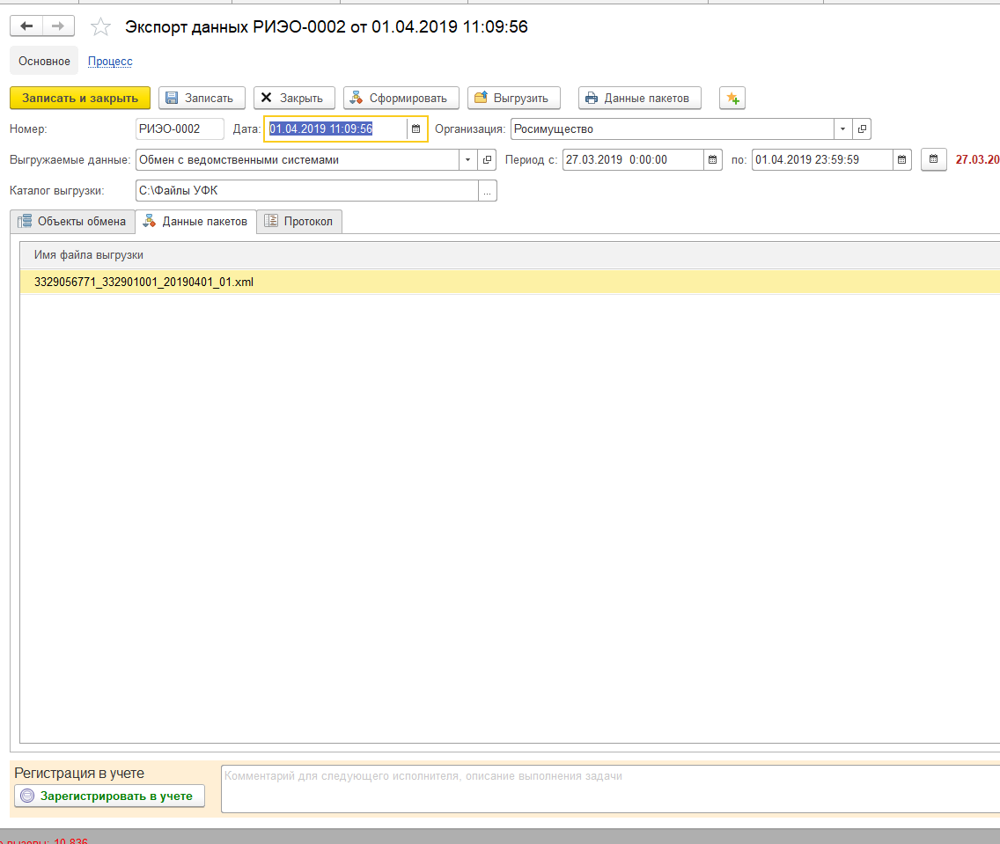 Экспорт данных РИЭО-0002 от 01.04.2019 11:09:56
Основное Процесс
Записать и закрыть Записать Закрыть Сформировать Выгрузить Данные пакетов
Номер: РИЭО-0002 Дата: 01.04.2019 11:09:56 Организация: Росимущество
Выгружаемые данные: Обмен с ведомственными системами Период с: 27.03.2019 0:00:00 по: 01.04.2019 23:59:59 27.03.20
Каталог выгрузки: C:\Файлы УФК ...
Объекты обмена Данные пакетов Протокол
Имя файла выгрузки
3329056771_332901001_20190401_01.xml
Регистрация в учете
Комментарий для следующего исполнителя, описание выполнения задачи
Зарегистрировать в учете
вызовы: 10 836